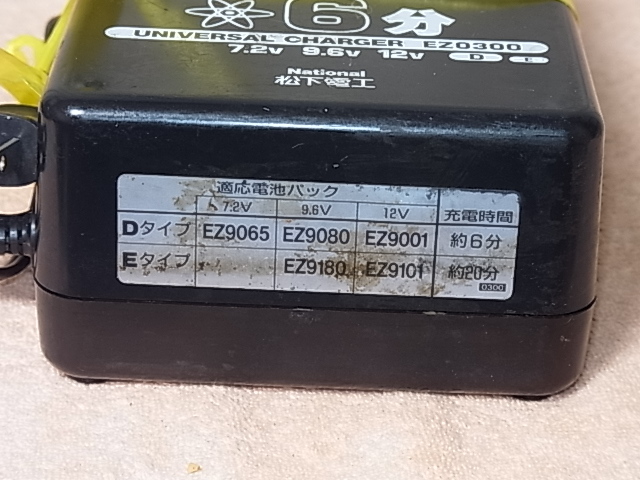 6分
UNIVERSAL CHARGER EZ0300
7.2V 9.6V 12V D E
National
松下電工
適応電池パック
7.2V 9.6V 12V 充電時間
Dタイプ EZ9065 EZ9080 EZ9001 約6分
Eタイプ EZ9180 EZ9101 約20分
0300